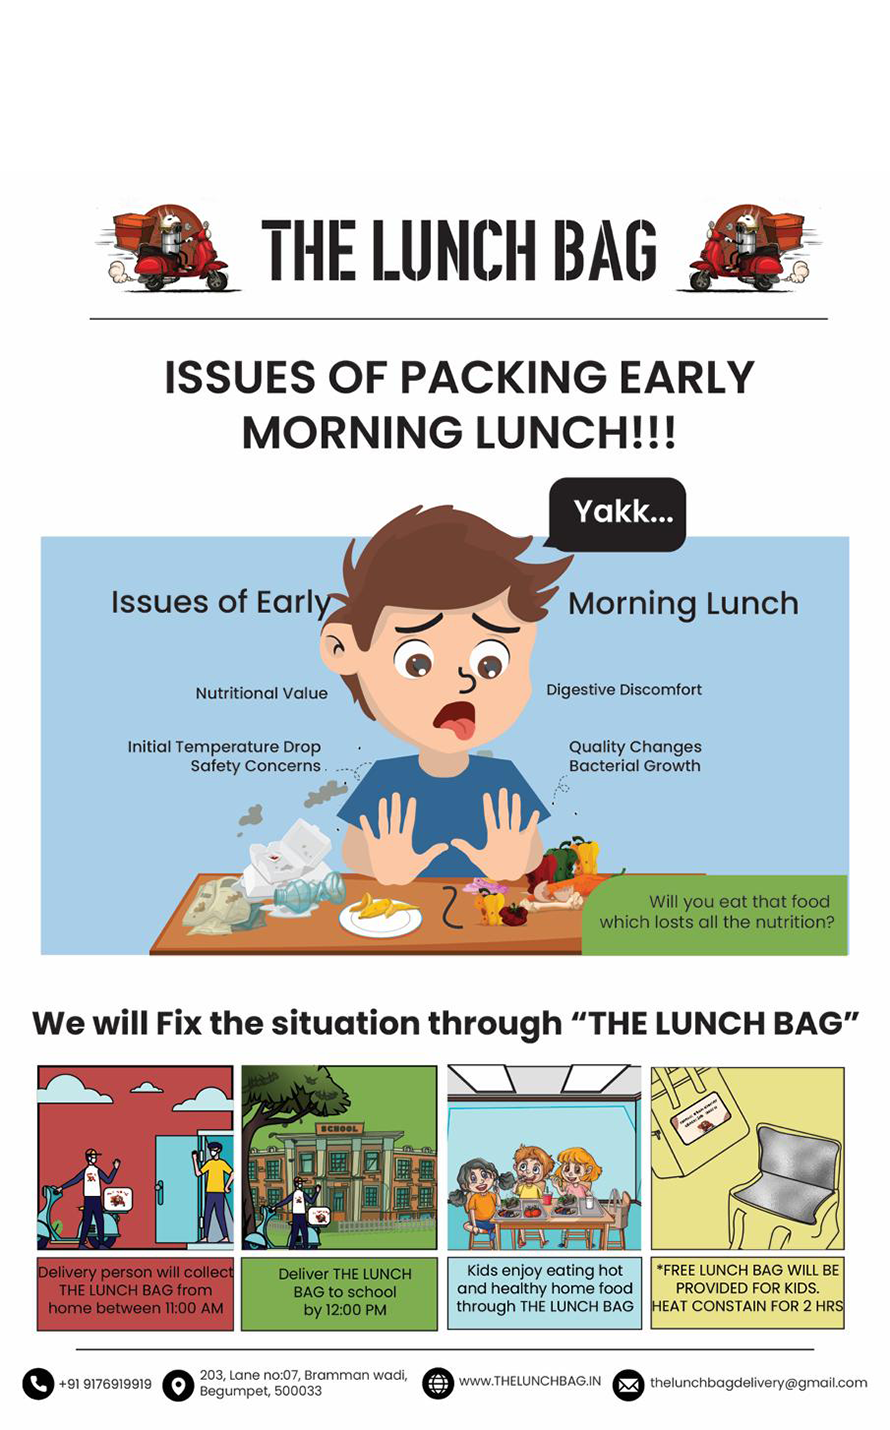 THE LUNCH BAG
ISSUES OF PACKING EARLY
MORNING LUNCH!!!
Yakk...
Issues of Early
Morning Lunch
Nutritional Value
Digestive Discomfort
Initial Temperature Drop
Safety Concerns
Quality Changes
Bacterial Growth
Will you eat that food
which losts all the nutrition?
We will Fix the situation through “THE LUNCH BAG”
SCHOOL
Delivery person will collect
THE LUNCH BAG from
home between 11:00 AM
Deliver THE LUNCH
BAG to school
by 12:00 PM
Kids enjoy eating hot
and healthy home food
through THE LUNCH BAG
*FREE LUNCH BAG WILL BE
PROVIDED FOR KIDS.
HEAT CONSTAIN FOR 2 HRS
+91 9176919919
203, Lane no:07, Bramman wadi,
Begumpet, 500033
www.THELUNCHBAG.IN
thelunchbagdelivery@gmail.com